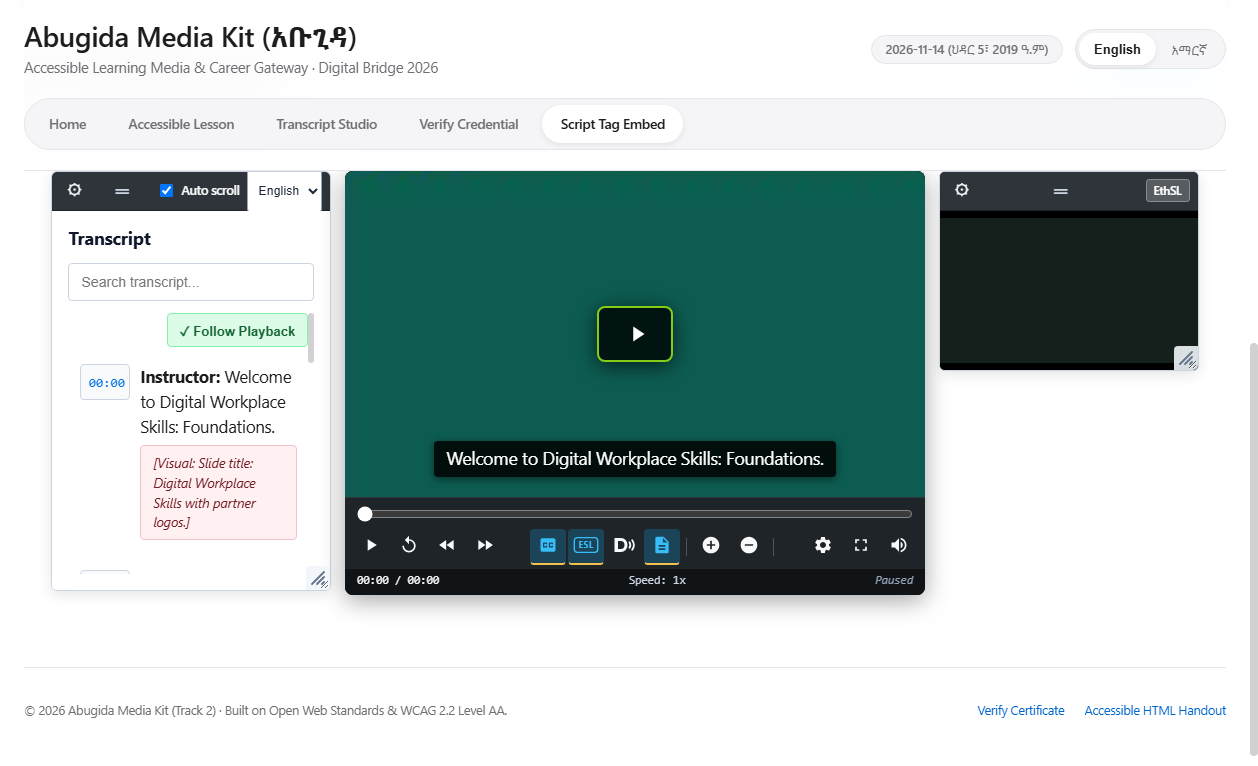 Abugida Media Kit (አቡጊዳ)
Accessible Learning Media & Career Gateway · Digital Bridge 2026
2026-11-14 (ህዳር 5፣ 2019 ዓ.ም)
English
አማርኛ
Home
Accessible Lesson
Transcript Studio
Verify Credential
Script Tag Embed
Auto scroll
English
Transcript
Search transcript...
✓ Follow Playback
00:00
Instructor: Welcome
to Digital Workplace
Skills: Foundations.
[Visual: Slide title:
Digital Workplace
Skills with partner
logos.]
Welcome to Digital Workplace Skills: Foundations.
CC
ESL
D
00:00 / 00:00
Speed: 1x
Paused
EthSL
© 2026 Abugida Media Kit (Track 2) · Built on Open Web Standards & WCAG 2.2 Level AA.
Verify Certificate
Accessible HTML Handout